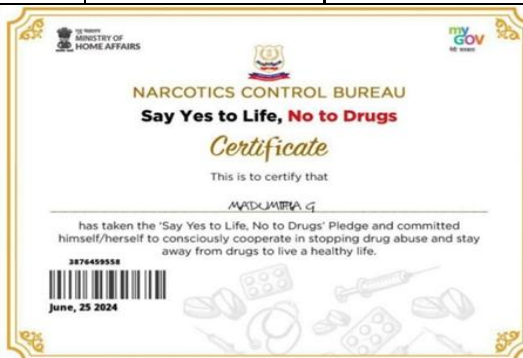 MINISTRY OF
HOME AFFAIRS
my
GOV
मेरी सरकार
NARCOTICS CONTROL BUREAU
Say Yes to Life, No to Drugs
Certificate
This is to certify that
MADUMITHA G
has taken the 'Say Yes to Life, No to Drugs' Pledge and committed
himself/herself to consciously cooperate in stopping drug abuse and stay
away from drugs to live a healthy life.
3876459558
June, 25 2024